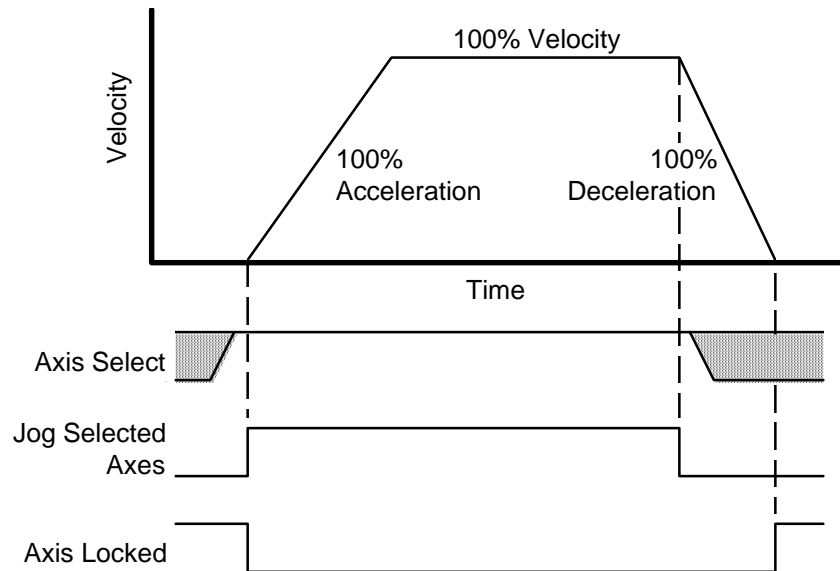 100% Velocity
Velocity
100%
Acceleration
100%
Deceleration
Time
Axis Select
Jog Selected
Axes
Axis Locked